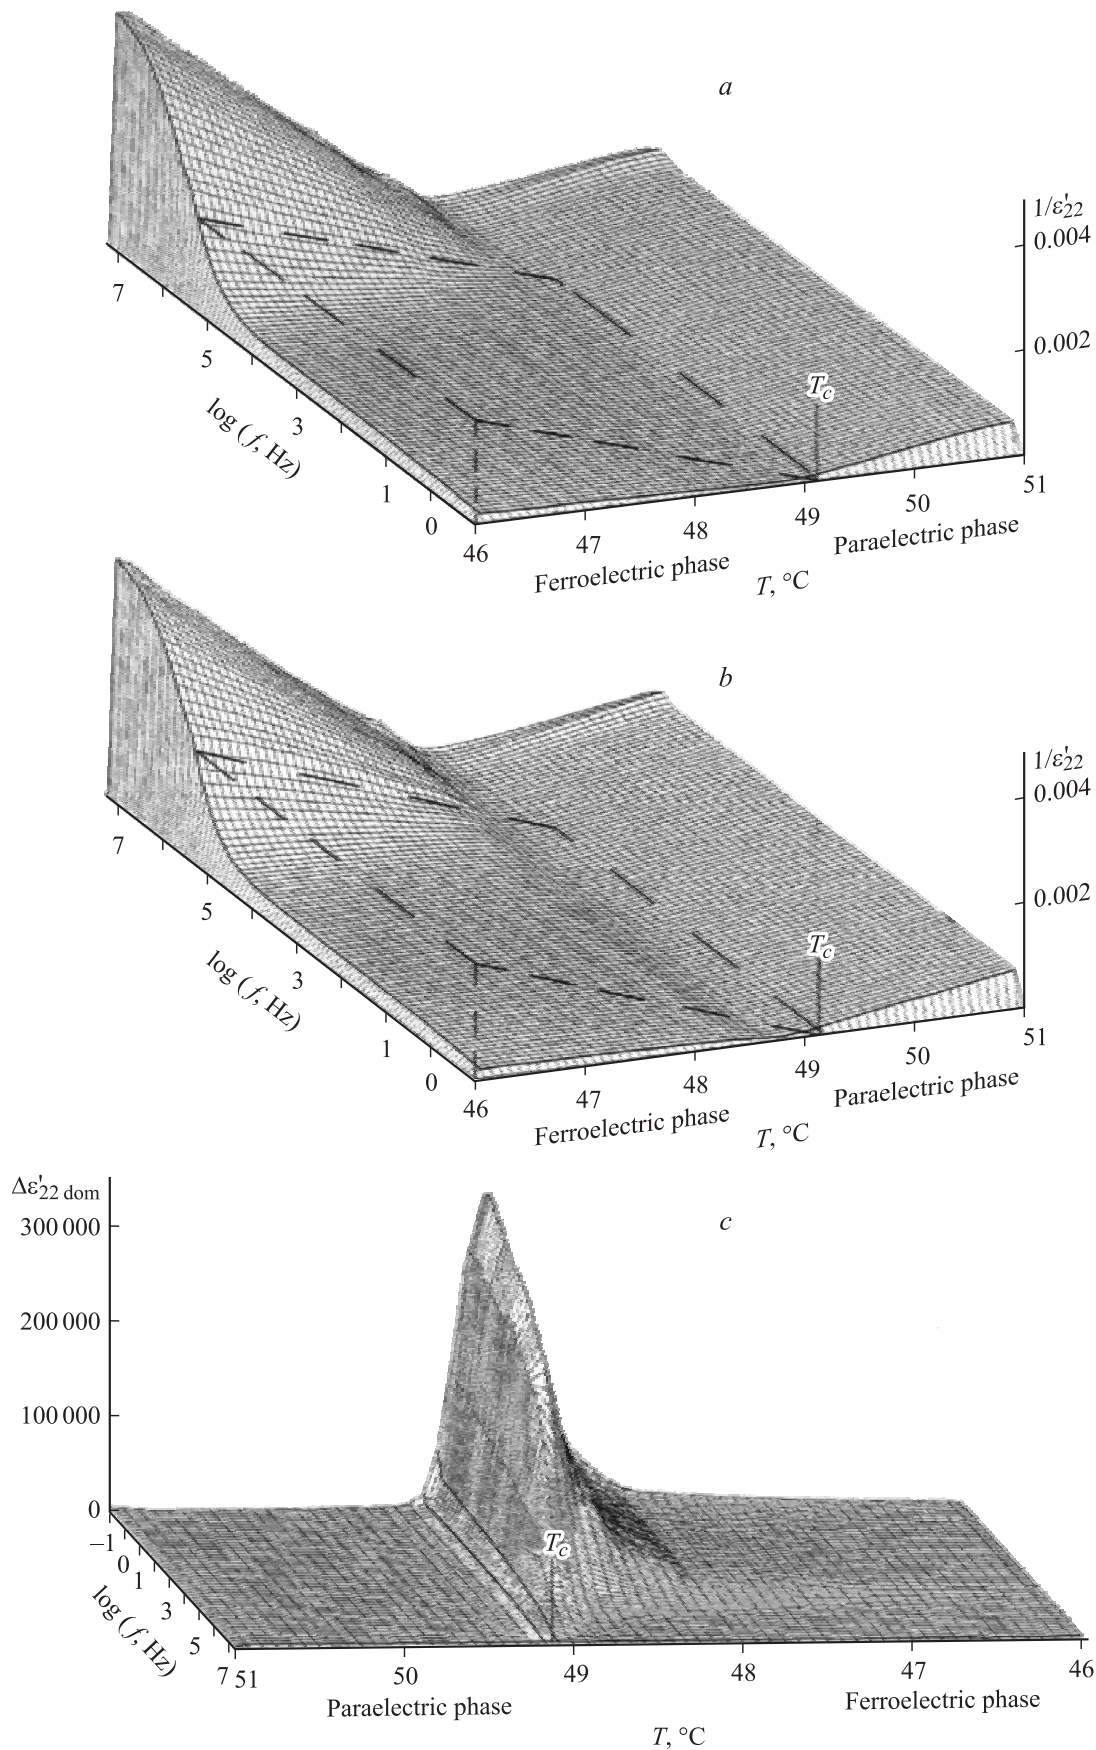 a
1/ε'22
0.004
0.002
Tc
7
5
3
1
0
log (f, Hz)
46
47
48
49
50
51
Ferroelectric phase
Paraelectric phase
T, °C
b
1/ε'22
0.004
0.002
Tc
7
5
3
1
0
log (f, Hz)
46
47
48
49
50
51
Ferroelectric phase
Paraelectric phase
T, °C
Δε'22 dom
c
300 000
200 000
100 000
0
−1
0
1
3
5
7
log (f, Hz)
Tc
51
50
49
48
47
46
Paraelectric phase
Ferroelectric phase
T, °C